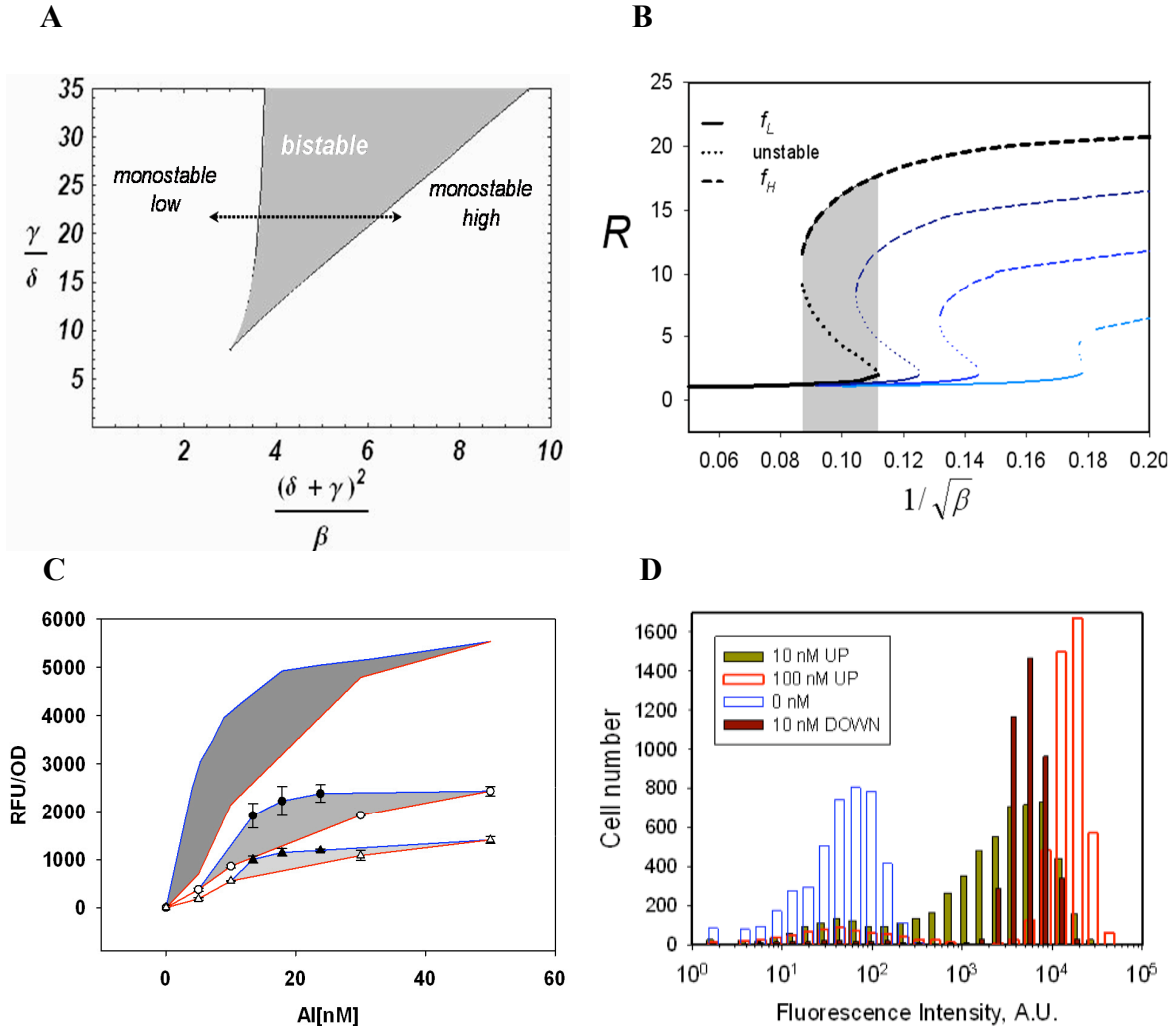 A
35
30
25
20
15
10
5
γ
δ
bistable
monostable
low
monostable
high
2 4 6 8 10
(δ + γ)²
β
B
25
20
15
10
5
0
R
f_L
unstable
f_H
0.06 0.08 0.10 0.12 0.14 0.16 0.18 0.20
1/√β
C
6000
5000
4000
3000
2000
1000
0
RFU/OD
0 20 40 60
AI[nM]
D
1600
1400
1200
1000
800
600
400
200
0
Cell number
10 nM UP
100 nM UP
0 nM
10 nM DOWN
10⁰ 10¹ 10² 10³ 10⁴ 10⁵
Fluorescence Intensity, A.U.